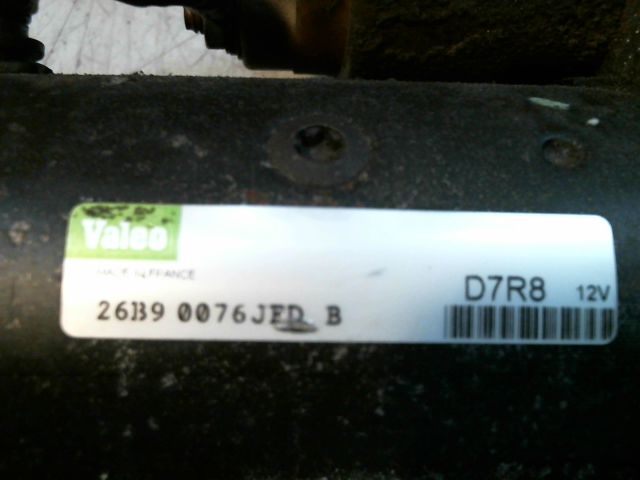 Valeo
MADE IN FRANCE
D7R8 12V
26B9 0076JED B